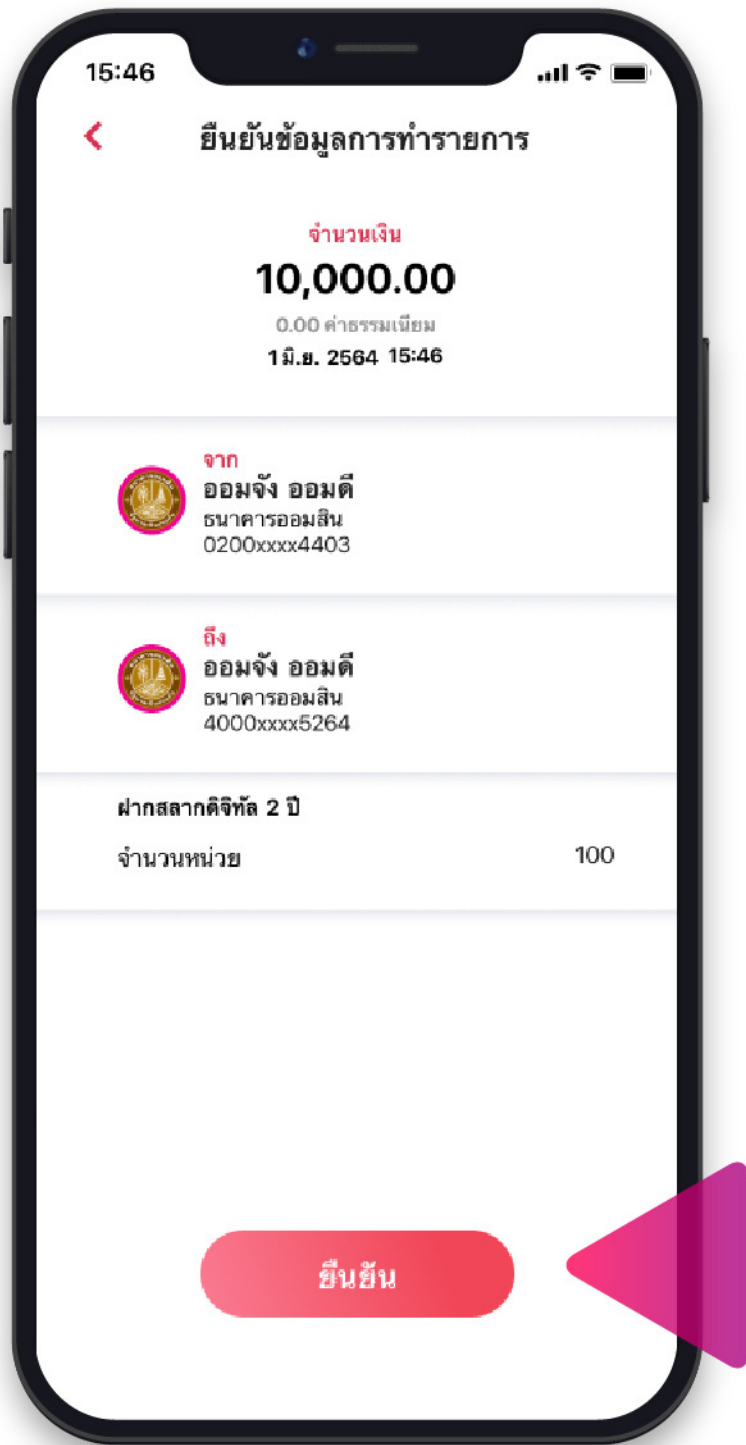 15:46
ยืนยันข้อมูลการทำรายการ
จำนวนเงิน
10,000.00
0.00 ค่าธรรมเนียม
1 มิ.ย. 2564 15:46
จาก
ออมจัง ออมดี
ธนาคารออมสิน
0200xxxx4403
ถึง
ออมจัง ออมดี
ธนาคารออมสิน
4000xxxx5264
ฝากสลากดิจิทัล 2 ปี
จำนวนหน่วย 100
ยืนยัน